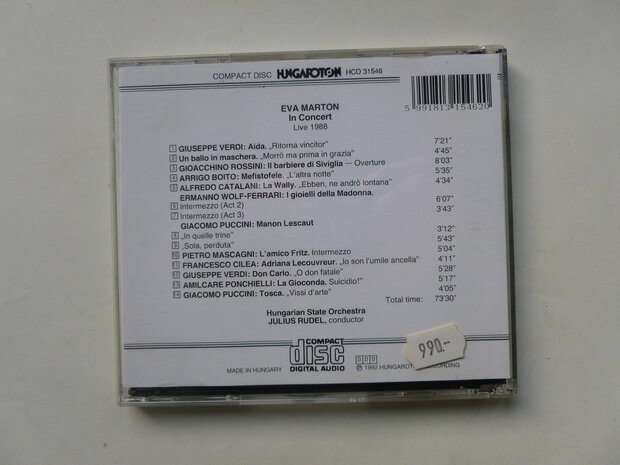 COMPACT DISC HUNGAROTON HCD 31546
5 991813 154620
EVA MARTON
In Concert
Live 1988
1 GIUSEPPE VERDI: Aida. „Ritorna vincitor" 7'21"
2 Un ballo in maschera. „Morrò ma prima in grazia" 4'45"
3 GIOACCHINO ROSSINI: Il barbiere di Siviglia — Overture 8'03"
4 ARRIGO BOITO: Mefistofele. „L'altra notte" 5'35"
5 ALFREDO CATALANI: La Wally. „Ebben, ne andrò lontana" 4'34"
ERMANNO WOLF-FERRARI: I gioielli della Madonna.
6 Intermezzo (Act 2) 6'07"
7 Intermezzo (Act 3) 3'43"
GIACOMO PUCCINI: Manon Lescaut
8 „In quelle trine" 3'12"
9 „Sola, perduta" 5'43"
10 PIETRO MASCAGNI: L'amico Fritz. Intermezzo 5'04"
11 FRANCESCO CILEA: Adriana Lecouvreur. „Io son l'umile ancella" 4'11"
12 GIUSEPPE VERDI: Don Carlo. „O don fatale" 5'28"
13 AMILCARE PONCHIELLI: La Gioconda. Suicidio!" 5'17"
14 GIACOMO PUCCINI: Tosca. „Vissi d'arte" 4'05"
Total time: 73'30"
Hungarian State Orchestra
JULIUS RUDEL, conductor
990.-
COMPACT
disc
DIGITAL AUDIO
DDD
MADE IN HUNGARY
℗ 1992 HUNGAROTON RECORDING